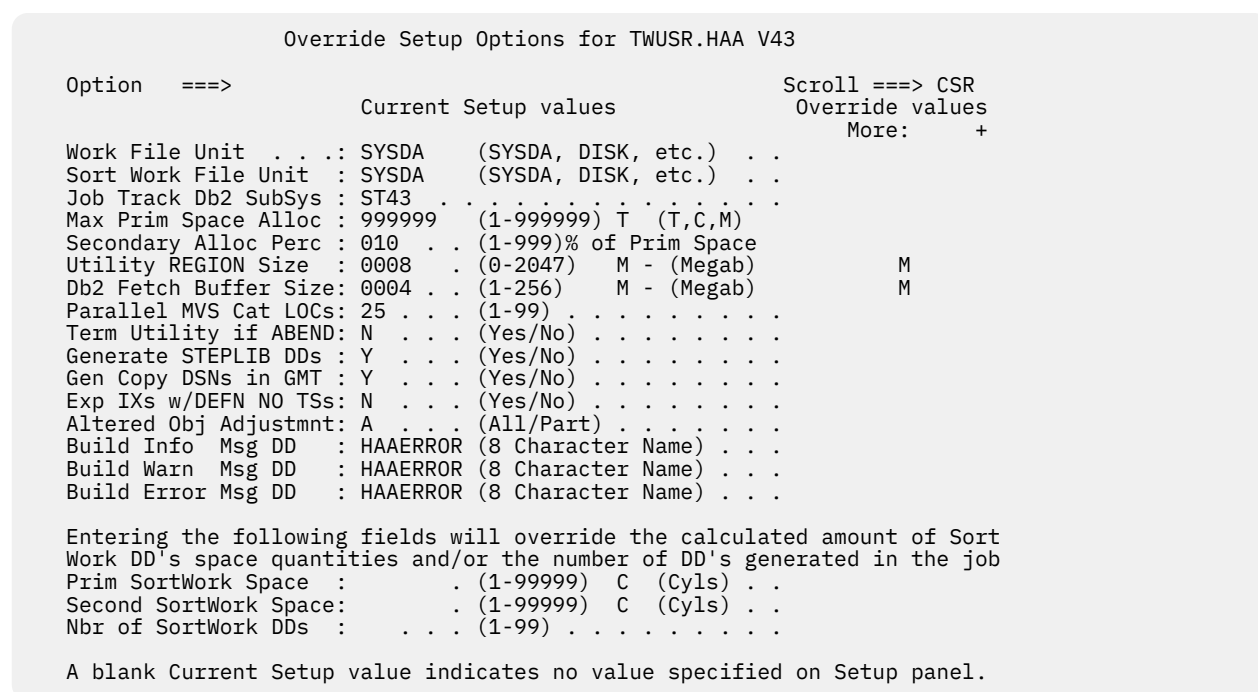 Override Setup Options for TWUSR.HAA V43
Option   ===>                                            Scroll ===> CSR
Current Setup values                Override values
More:     +
Work File Unit  . . .: SYSDA    (SYSDA, DISK, etc.)  . .
Sort Work File Unit  : SYSDA    (SYSDA, DISK, etc.)  . .
Job Track Db2 SubSys : ST43  . . . . . . . . . . . . .
Max Prim Space Alloc : 999999   (1-999999) T  (T,C,M)
Secondary Alloc Perc : 010  . . (1-999)% of Prim Space
Utility REGION Size  : 0008   . (0-2047)   M - (Megab)            M
Db2 Fetch Buffer Size: 0004 . . (1-256)    M - (Megab)            M
Parallel MVS Cat LOCs: 25 . . . (1-99) . . . . . . . . .
Term Utility if ABEND: N  . . . (Yes/No) . . . . . . . .
Generate STEPLIB DDs : Y  . . . (Yes/No) . . . . . . . .
Gen Copy DSNs in GMT : Y  . . . (Yes/No) . . . . . . . .
Exp IXs w/DEFN NO TSs: N  . . . (Yes/No) . . . . . . . .
Altered Obj Adjustmnt: A  . . . (All/Part) . . . . . . .
Build Info  Msg DD   : HAAERROR (8 Character Name) . . .
Build Warn  Msg DD   : HAAERROR (8 Character Name) . . .
Build Error Msg DD   : HAAERROR (8 Character Name) . . .
Entering the following fields will override the calculated amount of Sort
Work DD's space quantities and/or the number of DD's generated in the job
Prim SortWork Space  :        . (1-99999)  C  (Cyls) . .
Second SortWork Space:        . (1-99999)  C  (Cyls) . .
Nbr of SortWork DDs  :    . . . (1-99) . . . . . . . . .
A blank Current Setup value indicates no value specified on Setup panel.